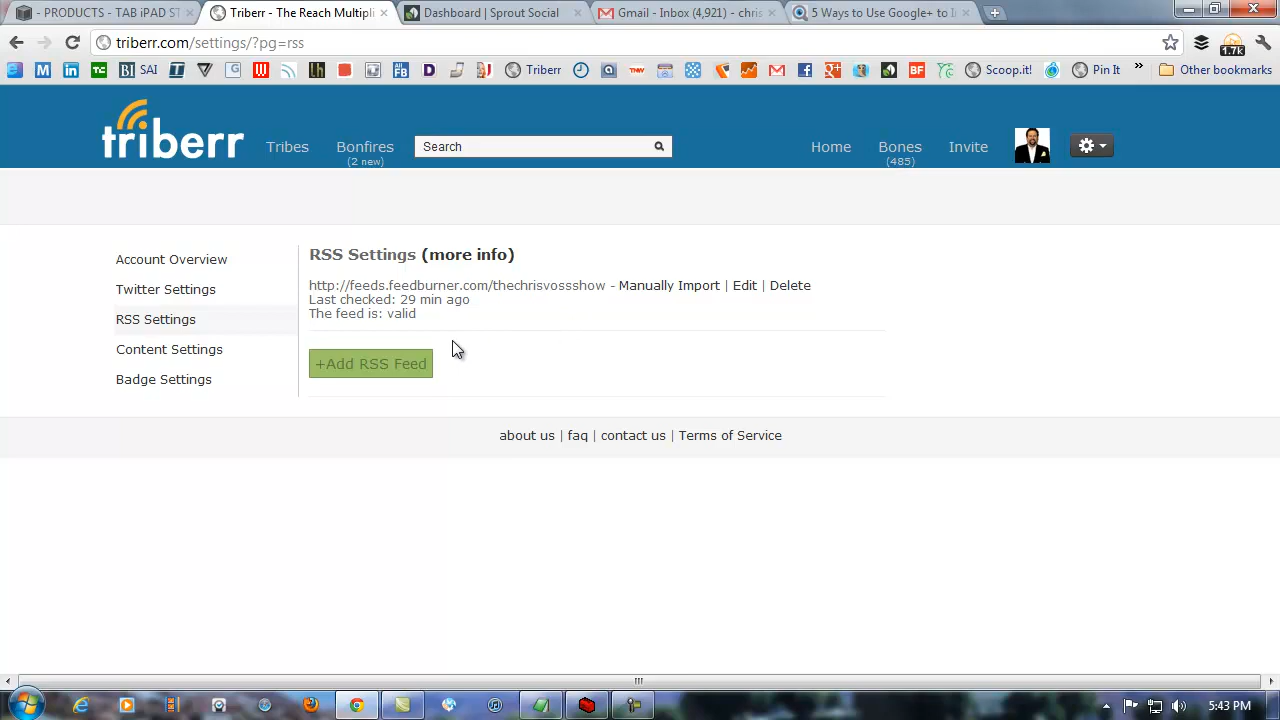 - PRODUCTS - TAB iPAD ST
Triberr - The Reach Multipli
Dashboard | Sprout Social
Gmail - Inbox (4,921) - chris
5 Ways to Use Google+ to
triberr.com/settings/?pg=rss
1.7k
SAI
Triberr
Scoop.it!
Pin It
Other bookmarks
triberr
Tribes
Bonfires
(2 new)
Search
Home
Bones
(485)
Invite
Account Overview
Twitter Settings
RSS Settings
Content Settings
Badge Settings
RSS Settings (more info)
http://feeds.feedburner.com/thechrisvossshow - Manually Import | Edit | Delete
Last checked: 29 min ago
The feed is: valid
+Add RSS Feed
about us | faq | contact us | Terms of Service
5:43 PM